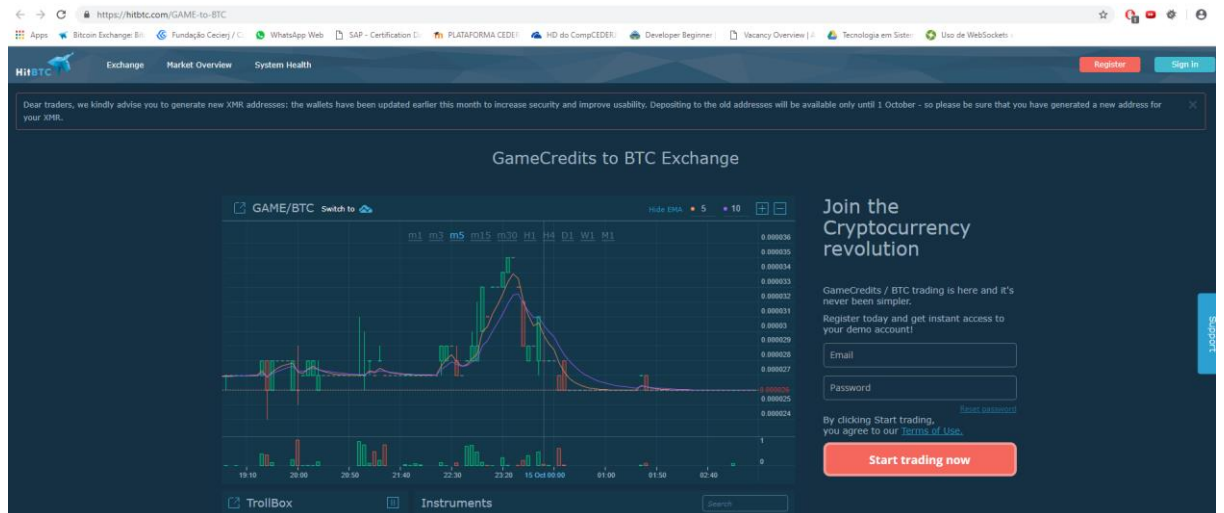 https://hitbtc.com/GAME-to-BTC
Apps
Bitcoin Exchange: Bit
Fundação Cecierj / C
WhatsApp Web
SAP - Certification
PLATAFORMA CEDER
HD do CompCEDER
Developer Beginner |
Vacancy Overview |
Tecnologia em Sistem
Uso de WebSockets
HitBTC
Exchange
Market Overview
System Health
Register
Sign in
Dear traders, we kindly advise you to generate new XMR addresses: the wallets have been updated earlier this month to increase security and improve usability. Depositing to the old addresses will be available only until 1 October - so please be sure that you have generated a new address for
your XMR.
GameCredits to BTC Exchange
GAME/BTC Switch to
Hide EMA 5 10
m1 m3 m5 m15 m30 H1 H4 D1 W1 M1
0.000036
0.000035
0.000034
0.000033
0.000032
0.000031
0.00003
0.000029
0.000028
0.000027
0.000026
0.000025
0.000024
1
0
19:10 20:00 20:50 21:40 22:30 23:20 15 Oct 00:00 01:00 01:50 02:40
TrollBox
Instruments
Search
Join the
Cryptocurrency
revolution
GameCredits / BTC trading is here and it's
never been simpler.
Register today and get instant access to
your demo account!
Email
Password
Reset password
By clicking Start trading,
you agree to our Terms of Use.
Start trading now
Support